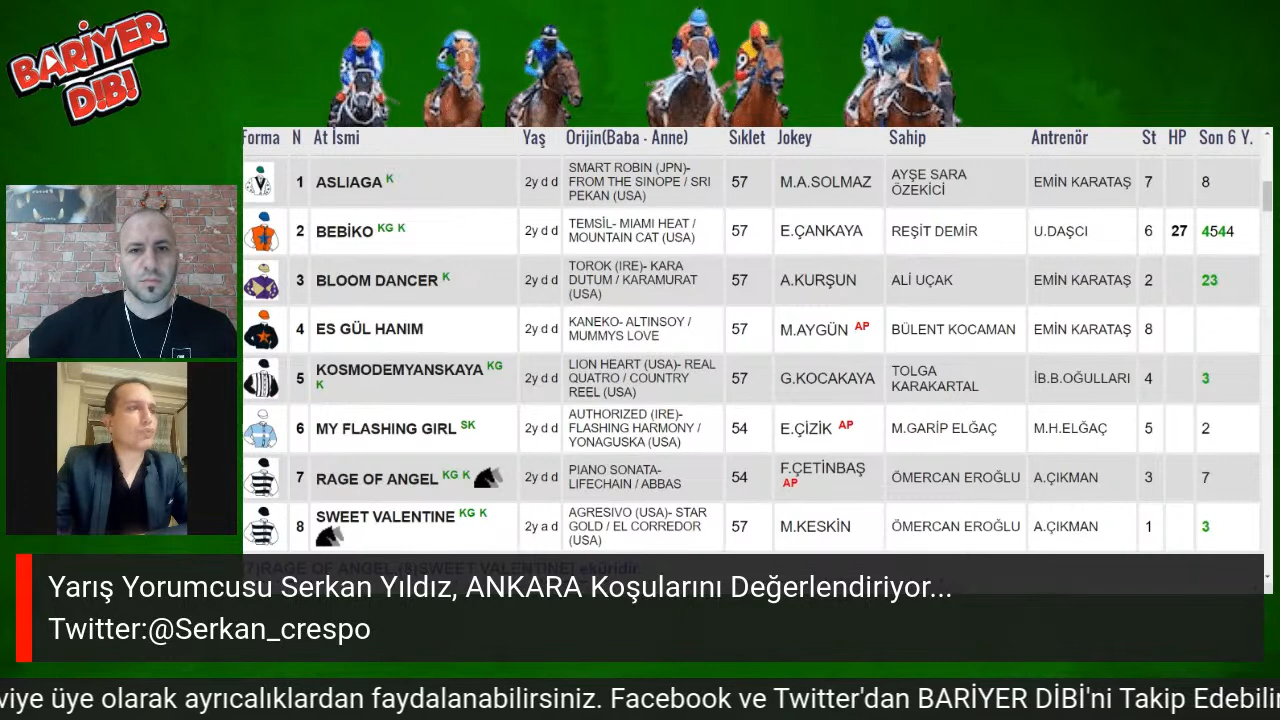 BARİYER
DİBİ
Forma N At İsmi Yaş Orijin(Baba - Anne) Sıklet Jokey Sahip Antrenör St HP Son 6 Y.
1 ASLIAGA K 2y d d SMART ROBIN (JPN)- FROM THE SINOPE / SRI PEKAN (USA) 57 M.A.SOLMAZ AYŞE SARA ÖZEKİCİ EMİN KARATAŞ 7 8
2 BEBİKO KG K 2y d d TEMSİL- MIAMI HEAT / MOUNTAIN CAT (USA) 57 E.ÇANKAYA REŞİT DEMİR U.DAŞCI 6 27 4544
3 BLOOM DANCER K 2y d d TOROK (IRE)- KARA DUTUM / KARAMURAT (USA) 57 A.KURŞUN ALİ UÇAK EMİN KARATAŞ 2 23
4 ES GÜL HANIM 2y d d KANEKO- ALTINSOY / MUMMYS LOVE 57 M.AYGÜN AP BÜLENT KOCAMAN EMİN KARATAŞ 8
5 KOSMODEMYANSKAYA KG K 2y d d LION HEART (USA)- REAL QUATRO / COUNTRY REEL (USA) 57 G.KOCAKAYA TOLGA KARAKARTAL İB.B.OĞULLARI 4 3
6 MY FLASHING GIRL SK 2y d d AUTHORIZED (IRE)- FLASHING HARMONY / YONAGUSKA (USA) 54 E.ÇİZİK AP M.GARİP ELĞAÇ M.H.ELĞAÇ 5 2
7 RAGE OF ANGEL KG K 2y d d PIANO SONATA- LIFECHAIN / ABBAS 54 F.ÇETİNBAŞ AP ÖMERCAN EROĞLU A.ÇIKMAN 3 7
8 SWEET VALENTINE KG K 2y a d AGRESIVO (USA)- STAR GOLD / EL CORREDOR (USA) 57 M.KESKİN ÖMERCAN EROĞLU A.ÇIKMAN 1 3
(7)RAGE OF ANGEL,(8)SWEET VALENTINE eküridir.
Yarış Yorumcusu Serkan Yıldız, ANKARA Koşularını Değerlendiriyor...
Twitter:@Serkan_crespo
viye üye olarak ayrıcalıklardan faydalanabilirsiniz. Facebook ve Twitter'dan BARİYER DİBİ'ni Takip Edebilir